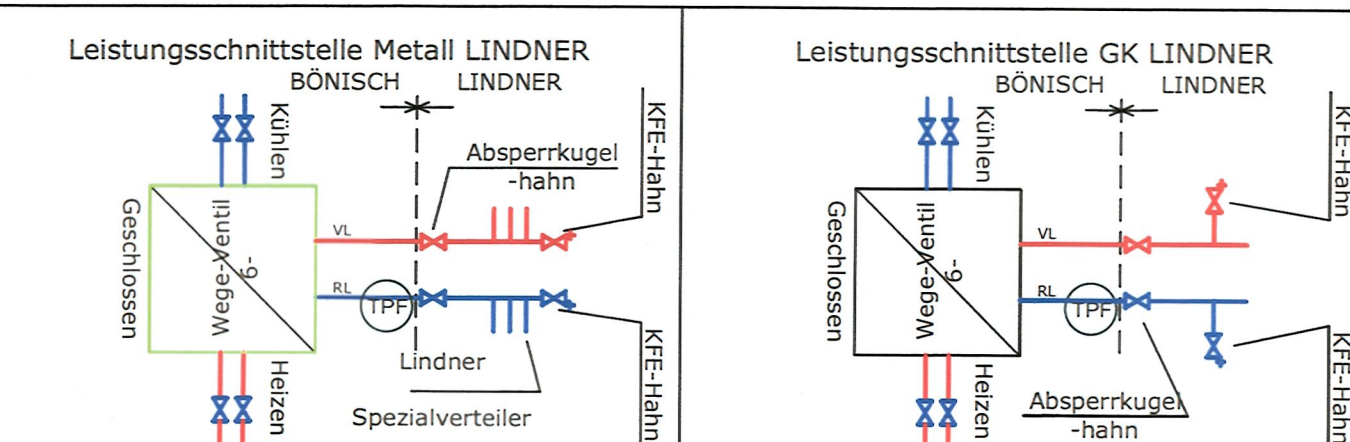 Leistungsschnittstelle Metall LINDNER
BÖNISCH
LINDNER
Kühlen
Absperrkugel
-hahn
KFE-Hahn
Geschlossen
6-
Wege-Ventil
VL
RL
TPF
Lindner
Spezialverteiler
Heizen
KFE-Hahn
Leistungsschnittstelle GK LINDNER
BÖNISCH
LINDNER
Kühlen
KFE-Hahn
Geschlossen
6-
Wege-Ventil
VL
RL
TPF
Absperrkugel
-hahn
Heizen
KFE-Hahn